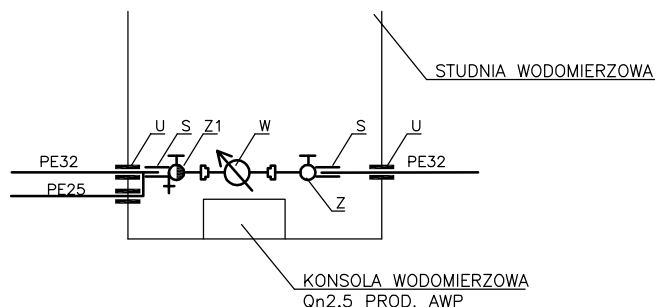 STUDNIA WODOMIERZOWA
U S Z1 W S U
PE32 PE32
PE25
Z
KONSOLA WODOMIERZOWA
Qn2,5 PROD. AWP